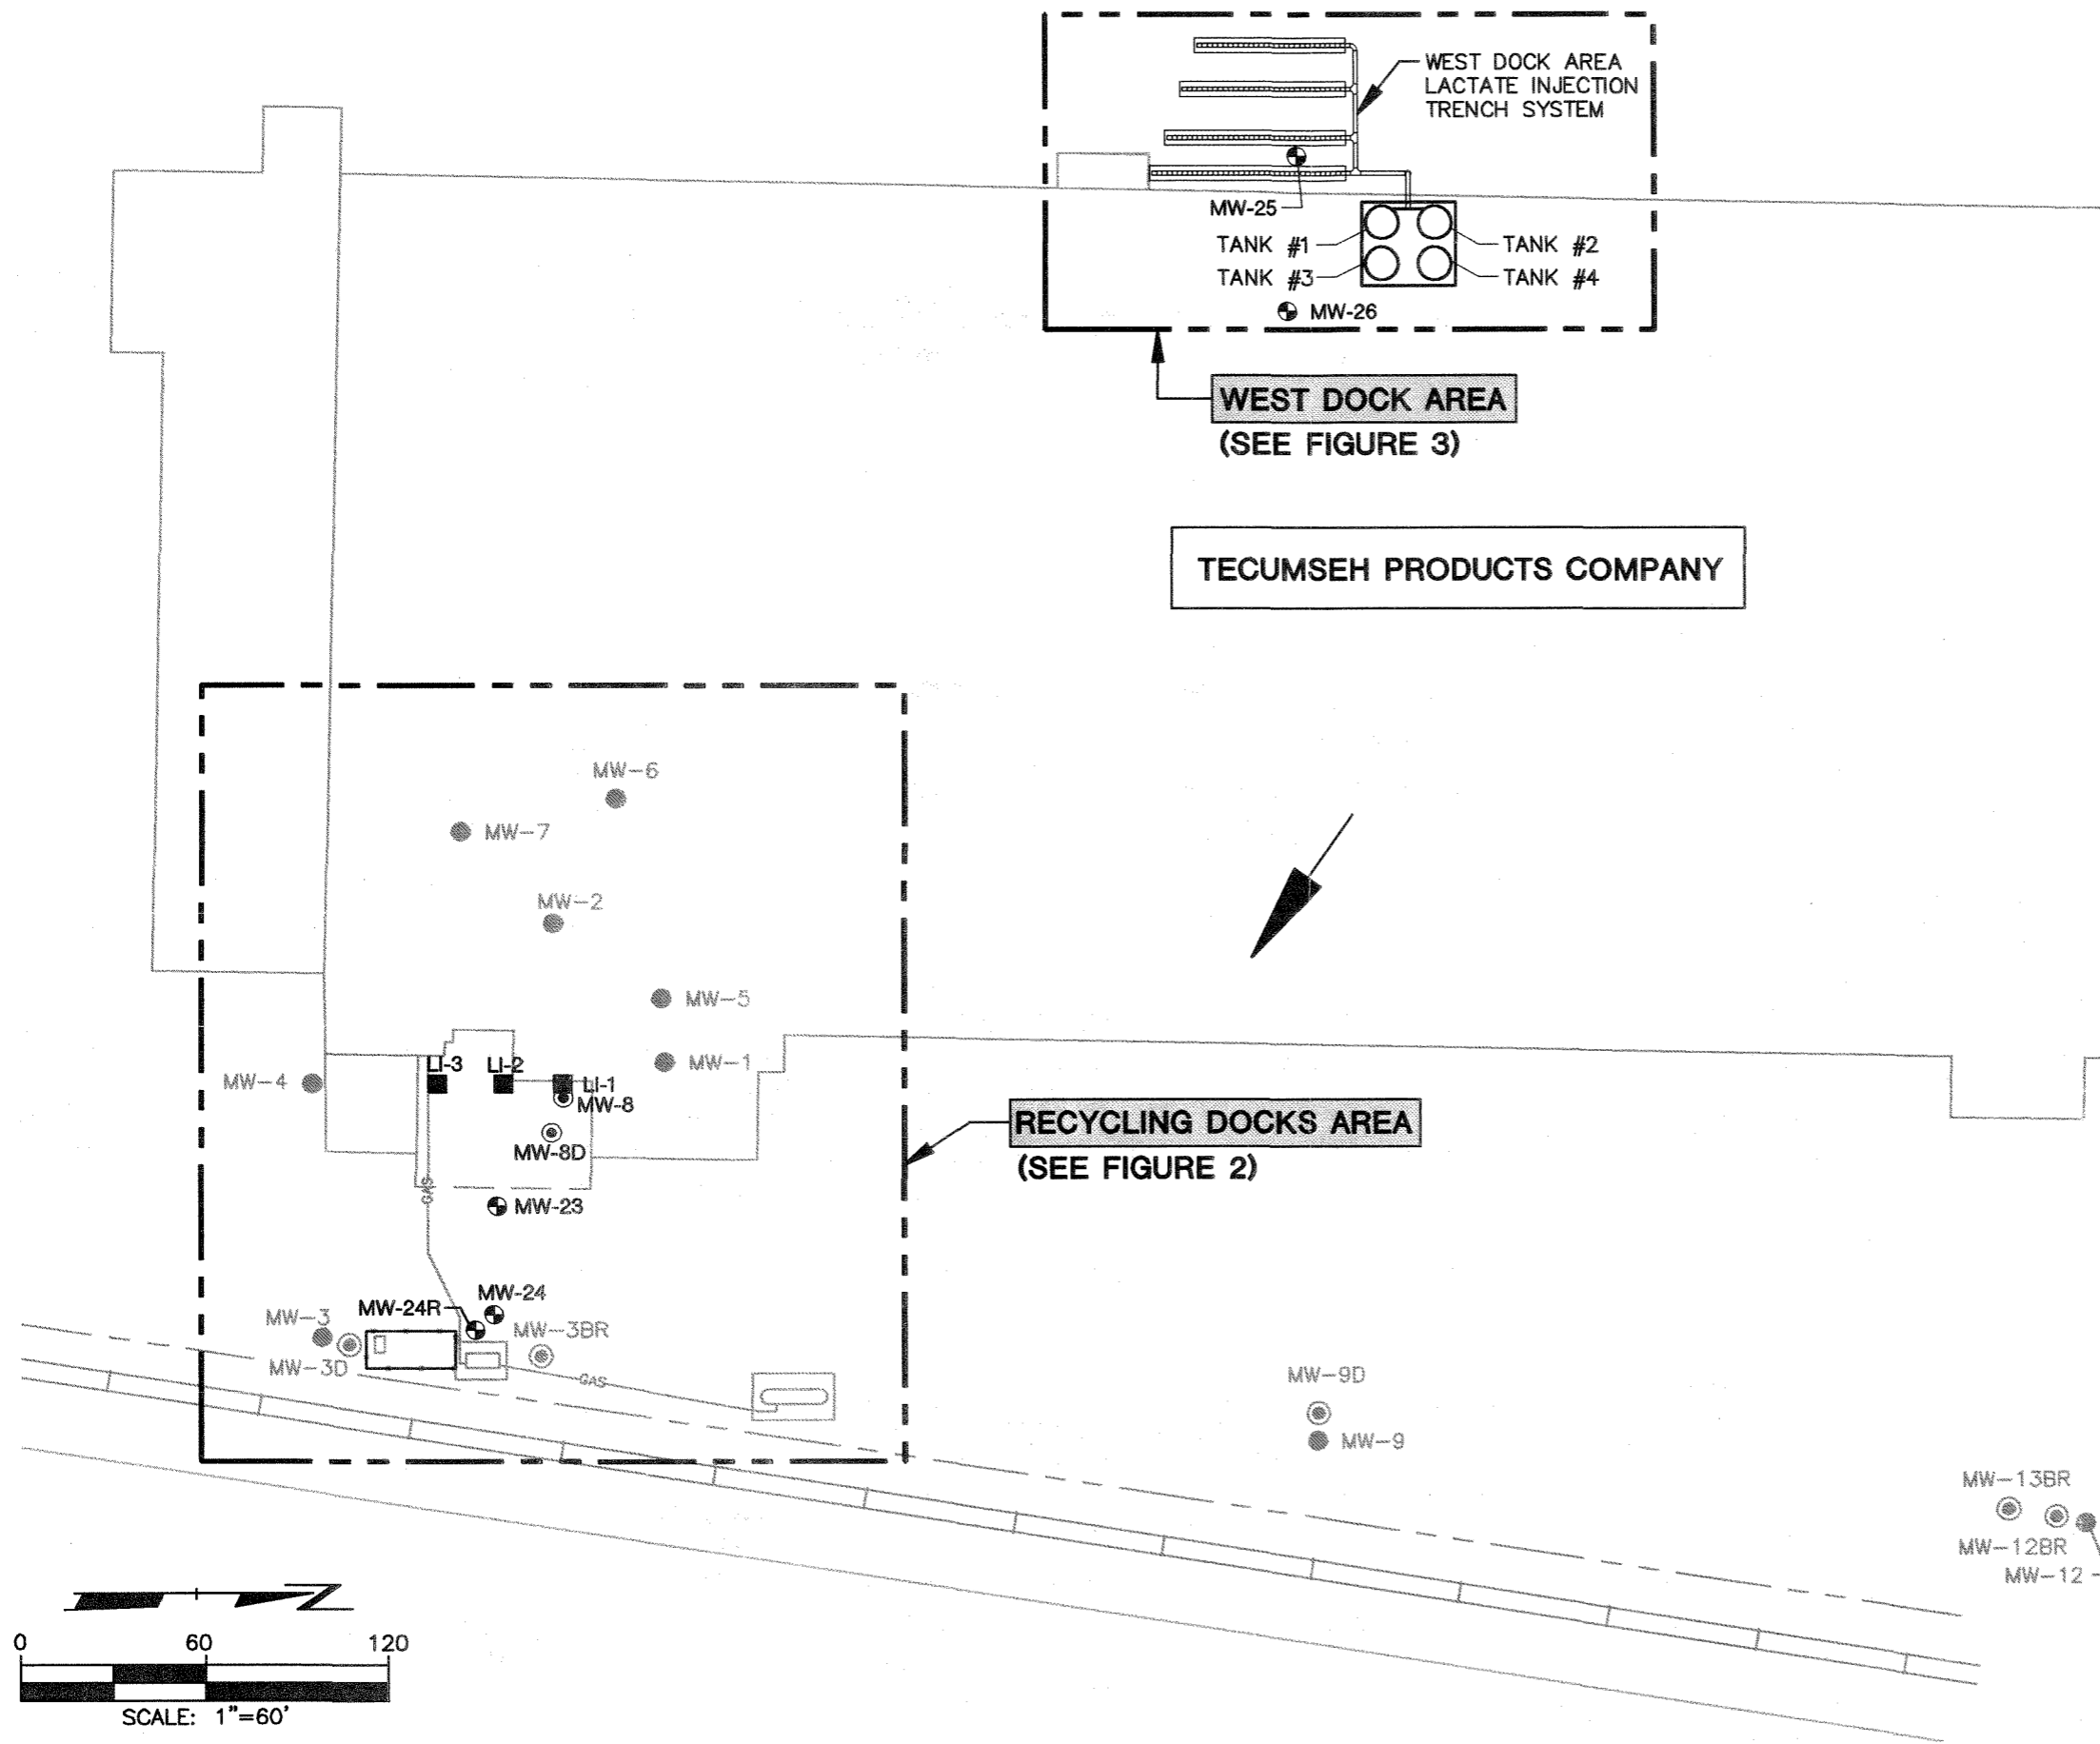 WEST DOCK AREA
LACTATE INJECTION
TRENCH SYSTEM
MW-25
TANK #1
TANK #2
TANK #3
TANK #4
MW-26
WEST DOCK AREA
(SEE FIGURE 3)
TECUMSEH PRODUCTS COMPANY
MW-6
MW-7
MW-2
MW-5
MW-1
MW-4
LI-3
LI-2
LI-1
MW-8
MW-8D
RECYCLING DOCKS AREA
(SEE FIGURE 2)
GAS
MW-23
MW-24
MW-24R
MW-3
MW-3BR
MW-3D
GAS
MW-9D
MW-9
MW-13BR
MW-12BR
MW-12
N
0 60 120
SCALE: 1"=60'